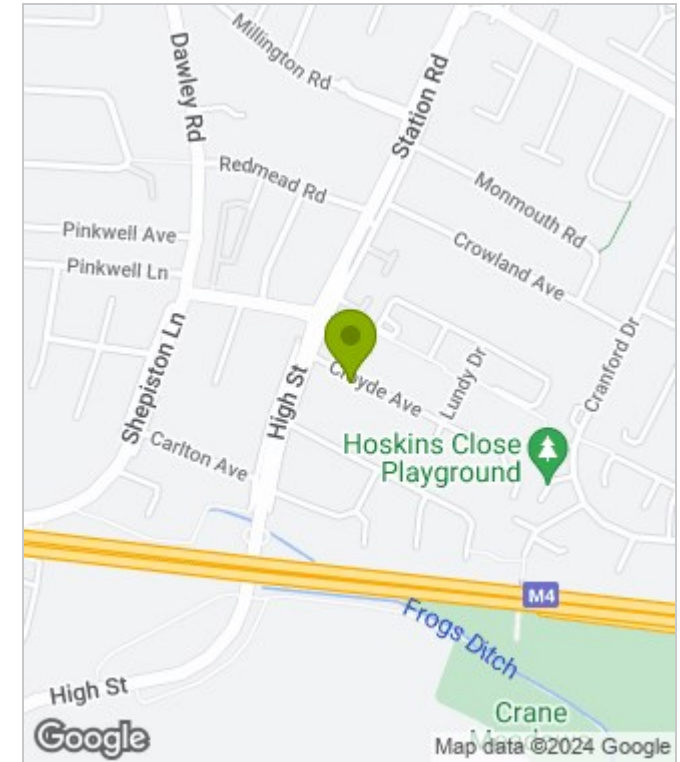 Millington Rd
Dawley Rd
Station Rd
Redmead Rd
Monmouth Rd
Pinkwell Ave
Crowland Ave
Pinkwell Ln
Shepiston Ln
High St
Croyde Ave
Lundy Dr
Cranford Dr
Carlton Ave
Hoskins Close
Playground
M4
Frogs Ditch
High St
Crane
Google
Map data ©2024 Google